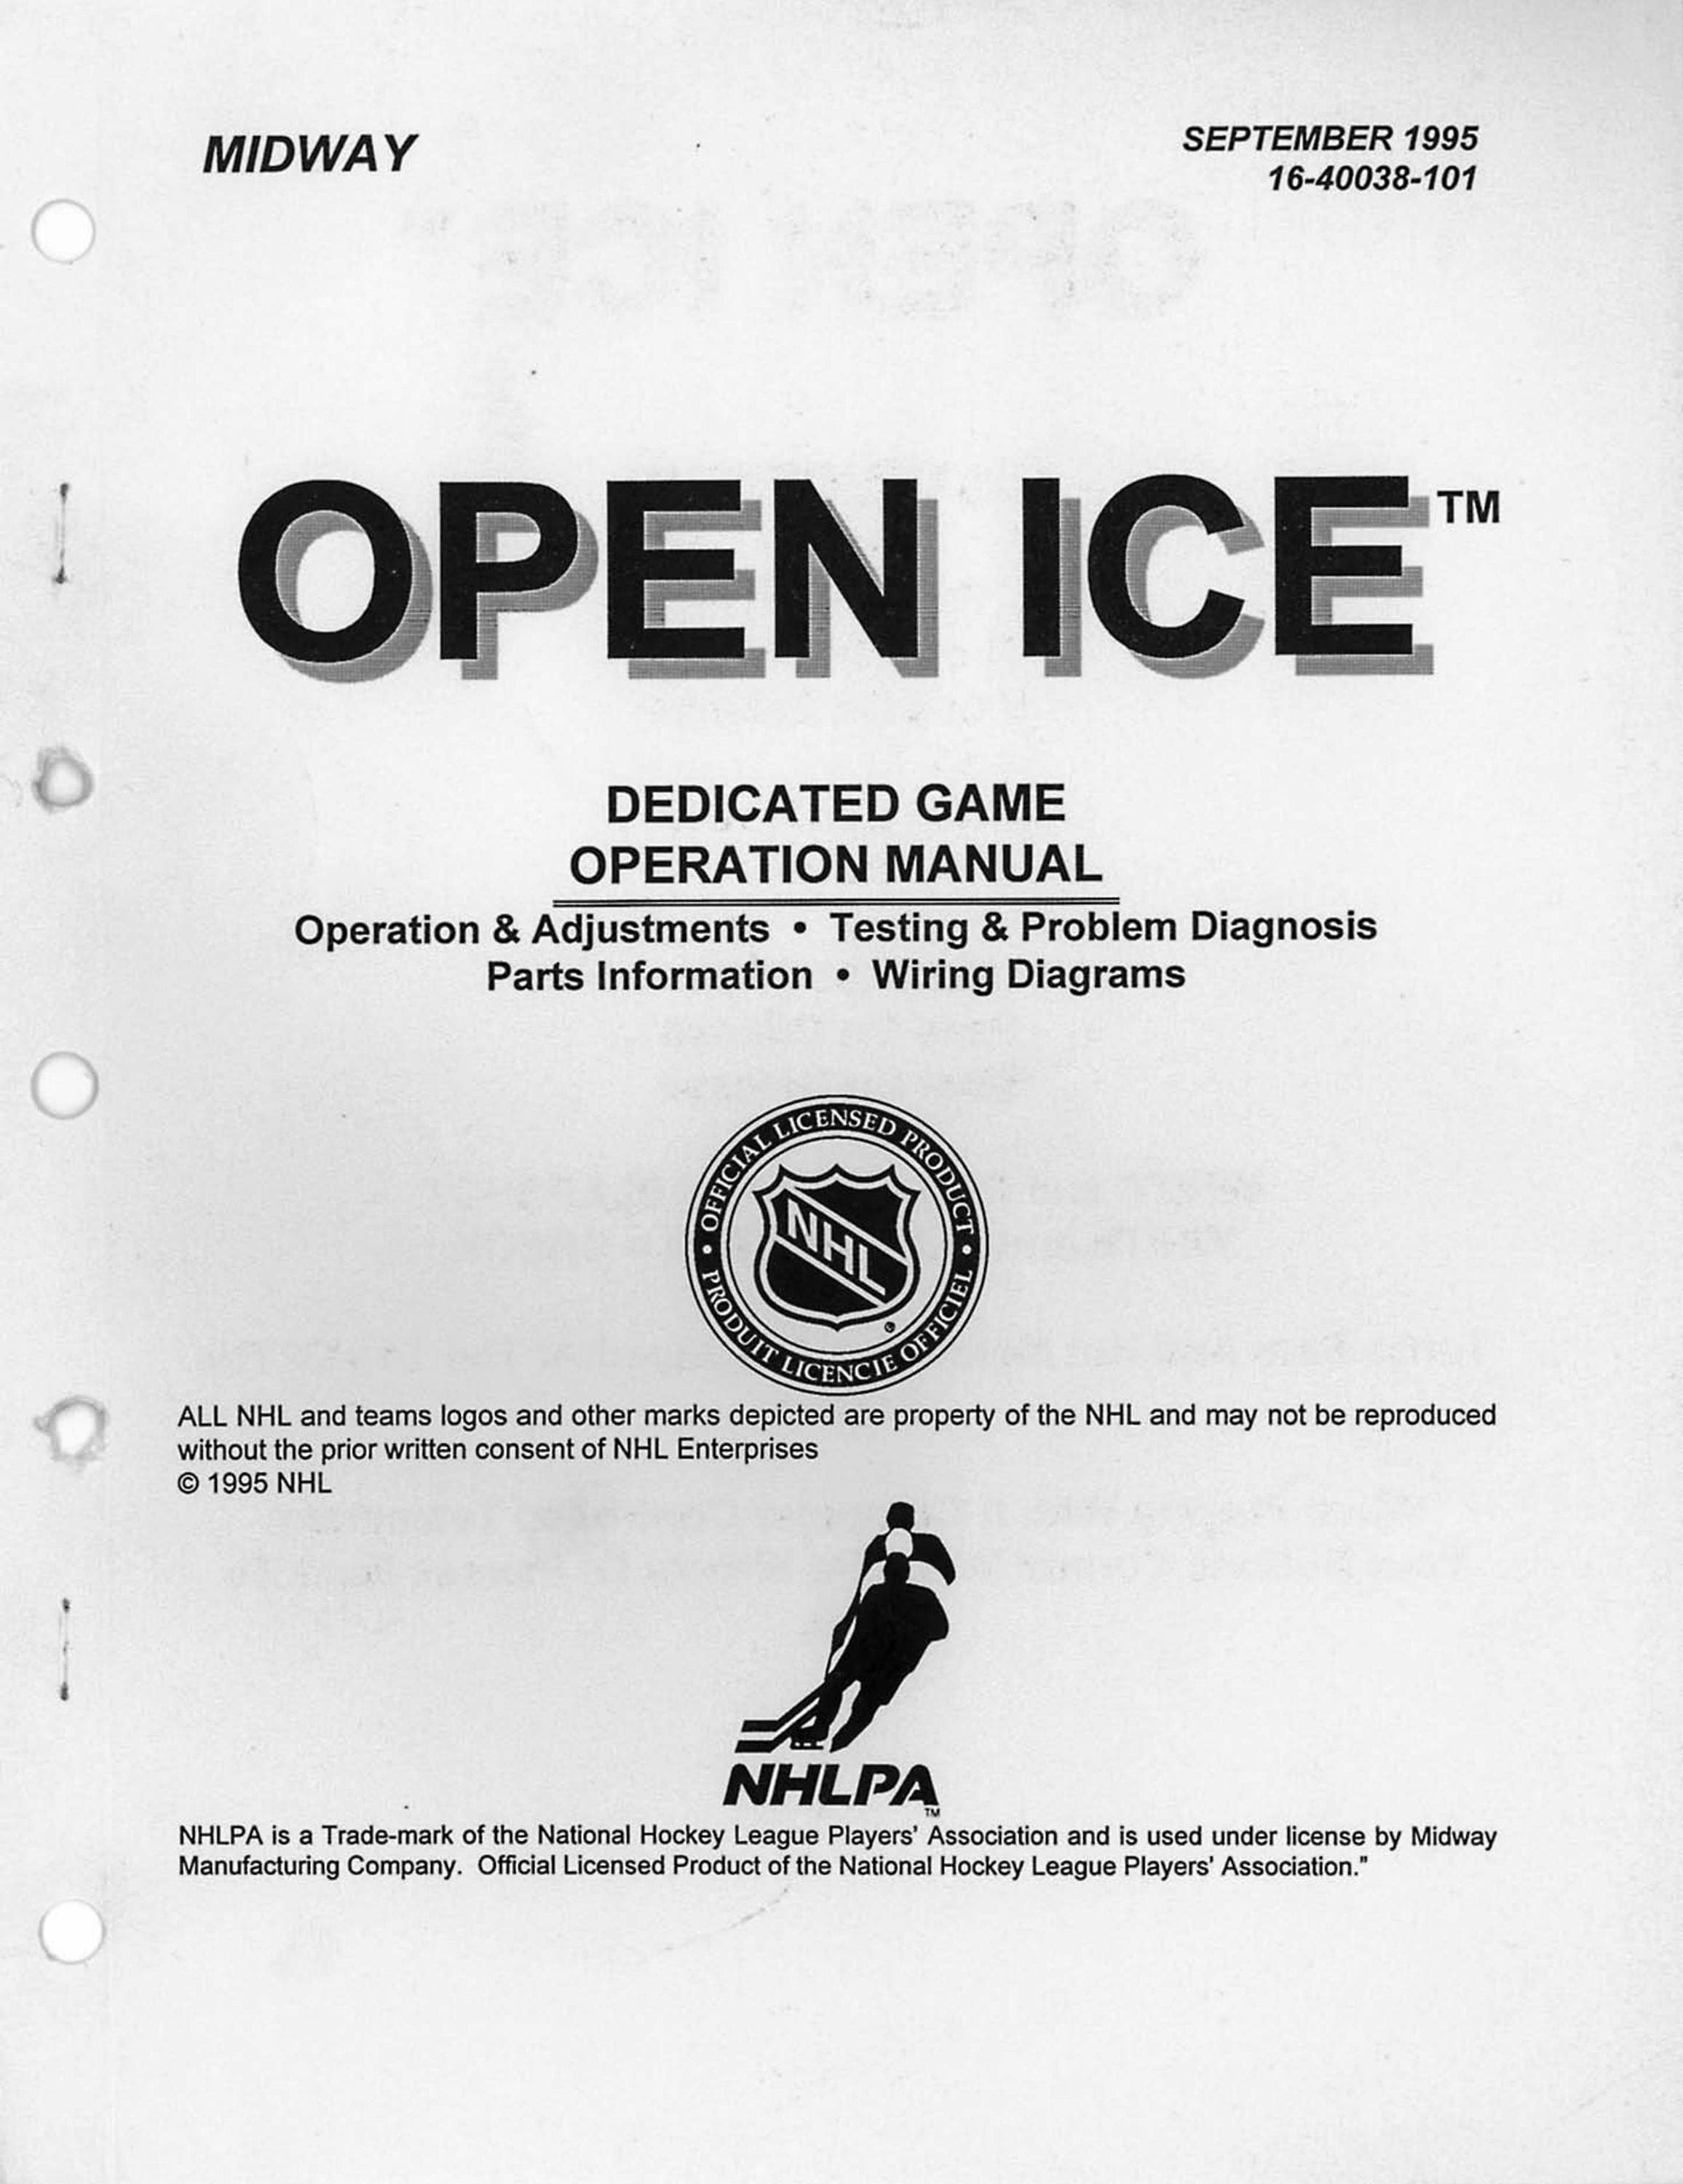 MIDWAY
SEPTEMBER 1995
16-40038-101
OPEN ICE™
DEDICATED GAME
OPERATION MANUAL
Operation & Adjustments • Testing & Problem Diagnosis
Parts Information • Wiring Diagrams
• OFFICIAL LICENSED PRODUCT •
NHL
®
PRODUIT LICENCIE OFFICIEL
ALL NHL and teams logos and other marks depicted are property of the NHL and may not be reproduced
without the prior written consent of NHL Enterprises
© 1995 NHL
NHLPA
TM
NHLPA is a Trade-mark of the National Hockey League Players' Association and is used under license by Midway
Manufacturing Company. Official Licensed Product of the National Hockey League Players' Association."